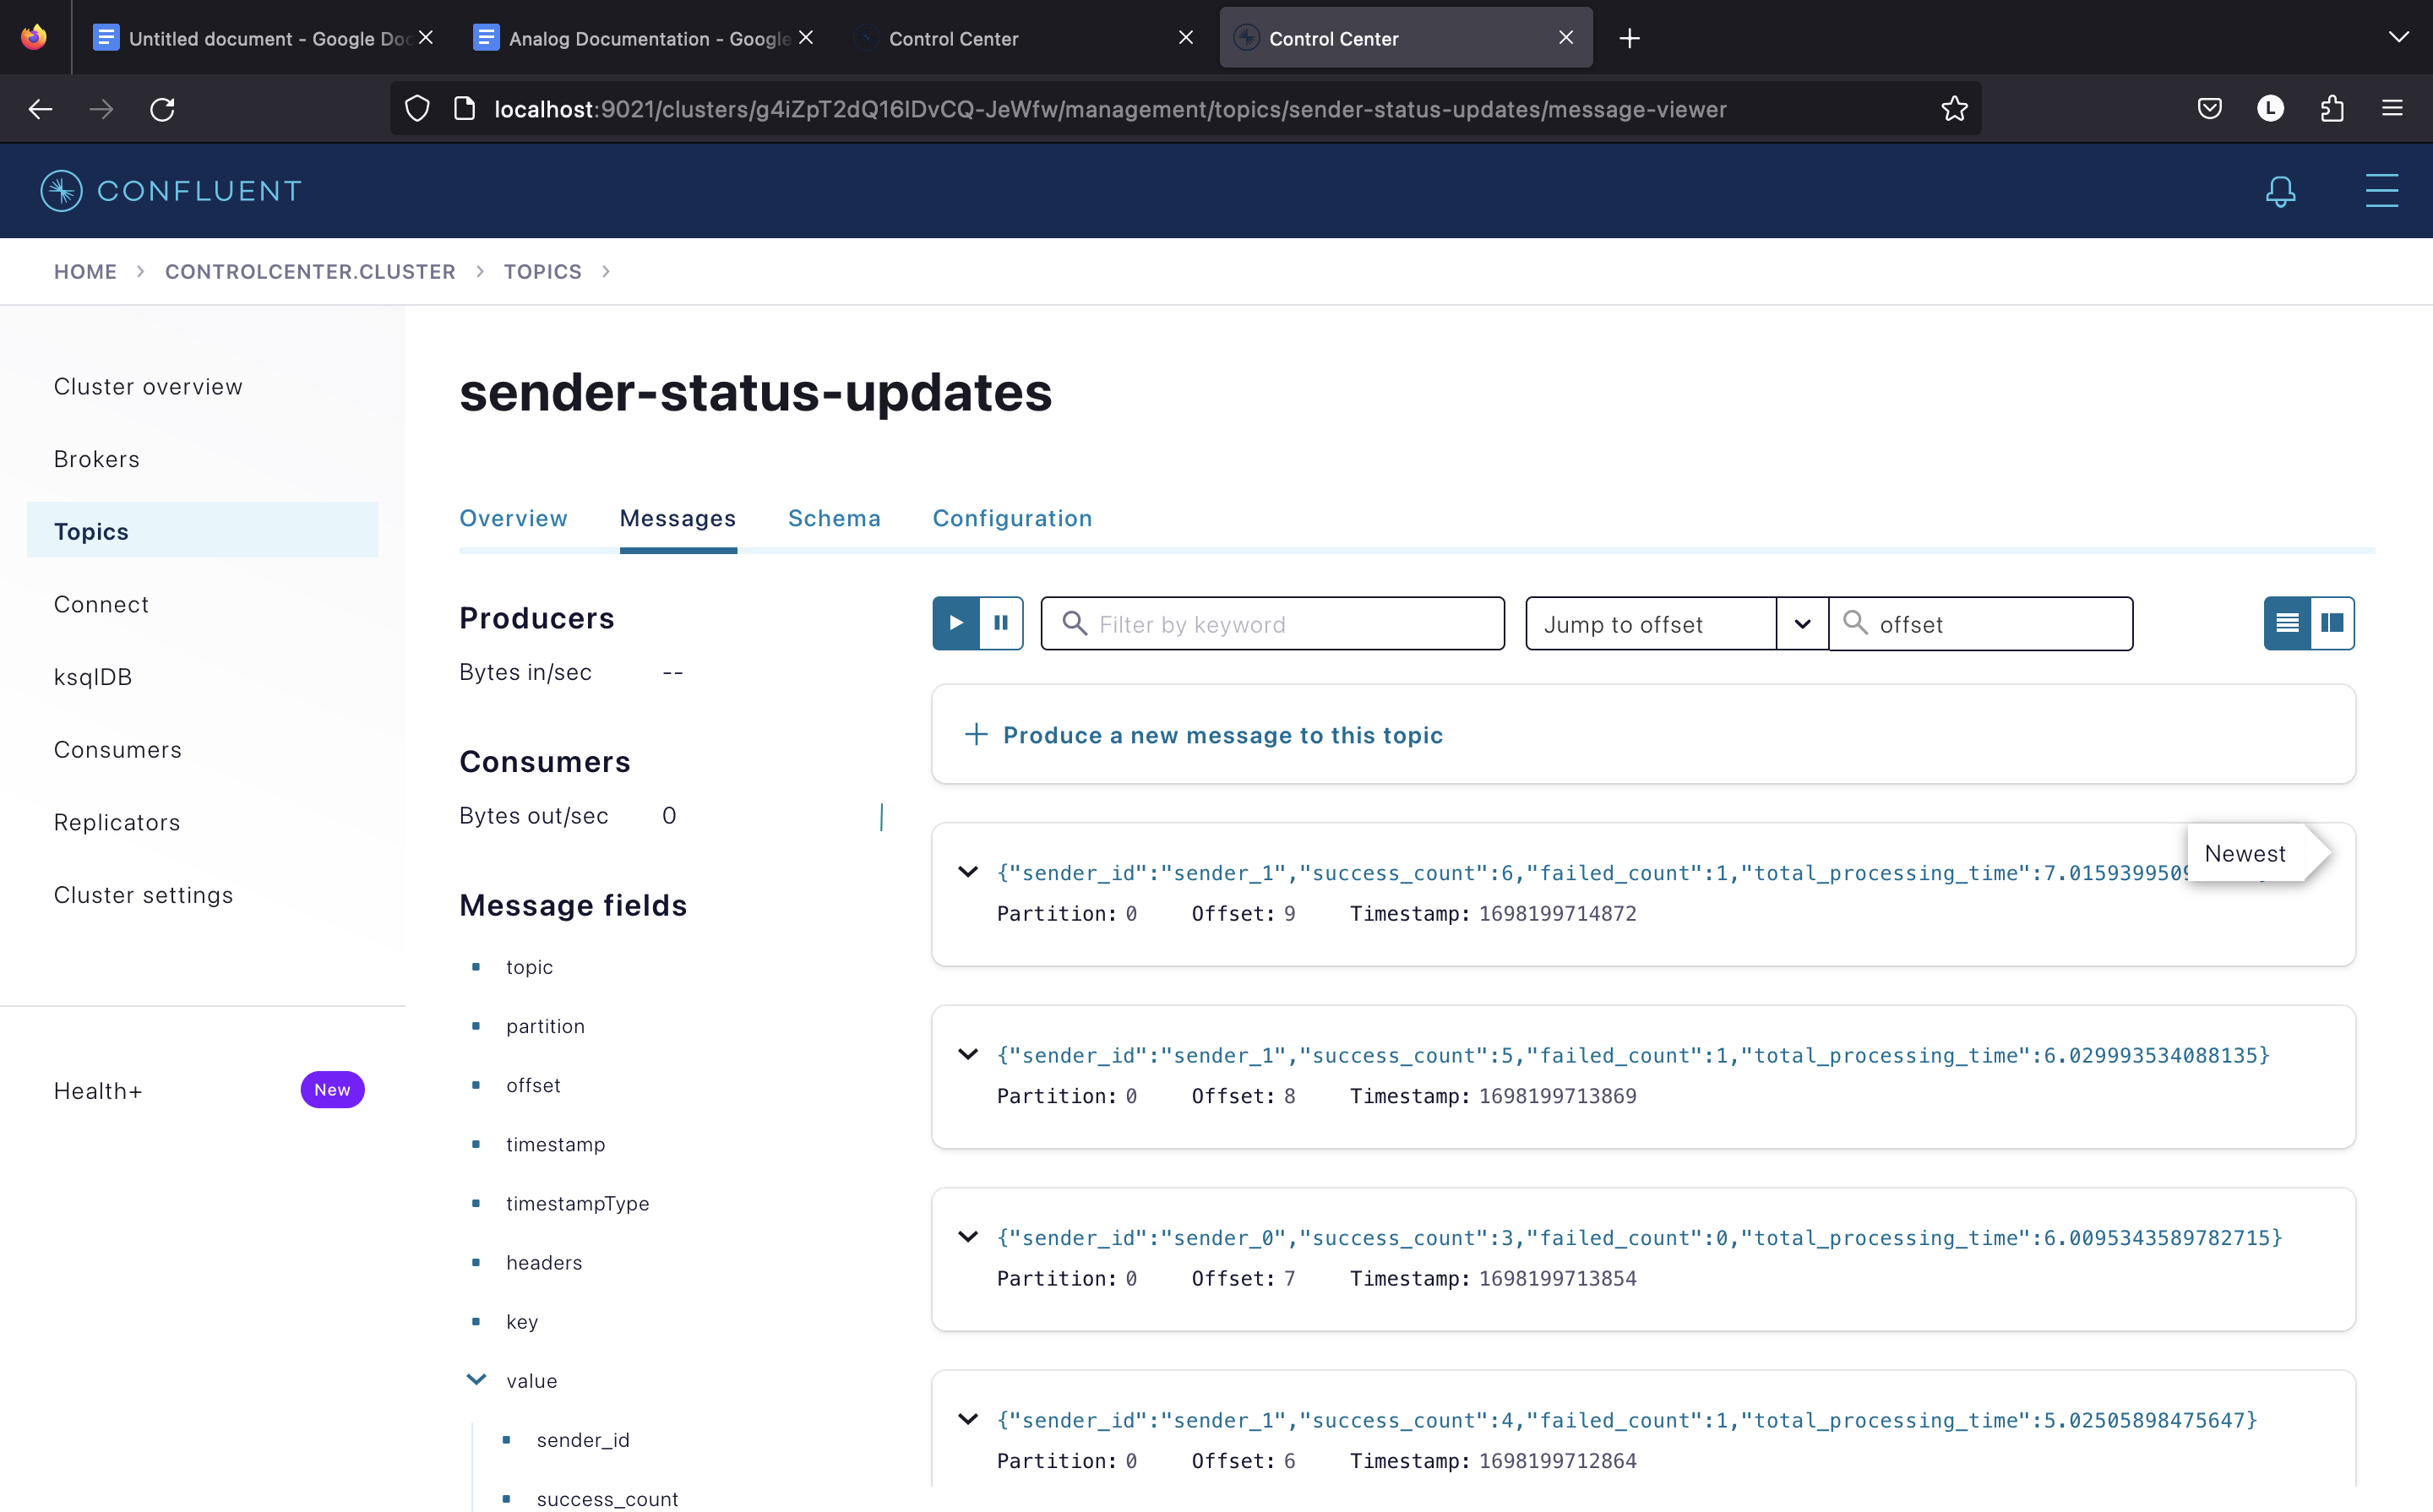 Untitled document - Google Doc
Analog Documentation - Google
Control Center
Control Center
localhost:9021/clusters/g4iZpT2dQ16lDvCQ-JeWfw/management/topics/sender-status-updates/message-viewer
L
CONFLUENT
HOME > CONTROLCENTER.CLUSTER > TOPICS >
Cluster overview
Brokers
Topics
Connect
ksqlDB
Consumers
Replicators
Cluster settings
Health+ New
sender-status-updates
Overview Messages Schema Configuration
Producers
Bytes in/sec --
Consumers
Bytes out/sec 0
Message fields
topic
partition
offset
timestamp
timestampType
headers
key
value
sender_id
success_count
Filter by keyword
Jump to offset
offset
Produce a new message to this topic
Newest
{"sender_id":"sender_1","success_count":6,"failed_count":1,"total_processing_time":7.0159399509
Partition: 0 Offset: 9 Timestamp: 1698199714872
{"sender_id":"sender_1","success_count":5,"failed_count":1,"total_processing_time":6.029993534088135}
Partition: 0 Offset: 8 Timestamp: 1698199713869
{"sender_id":"sender_0","success_count":3,"failed_count":0,"total_processing_time":6.0095343589782715}
Partition: 0 Offset: 7 Timestamp: 1698199713854
{"sender_id":"sender_1","success_count":4,"failed_count":1,"total_processing_time":5.02505898475647}
Partition: 0 Offset: 6 Timestamp: 1698199712864